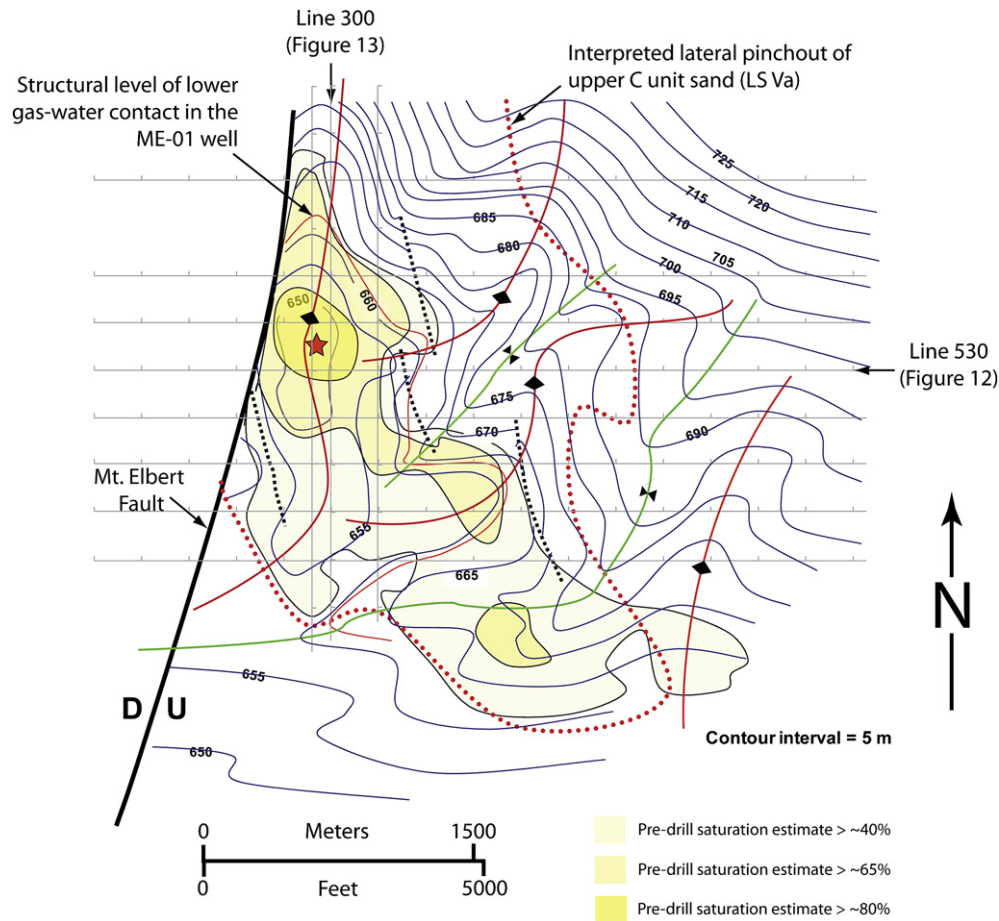 Line 300
(Figure 13)
Interpreted lateral pinchout of
upper C unit sand (LS Va)
Structural level of lower
gas-water contact in the
ME-01 well
725
715
720
710
685
680
705
700
695
660
650
Line 530
(Figure 12)
675
670
690
Mt. Elbert
Fault
655
665
N
655
D U
650
Contour interval = 5 m
0 Meters 1500
0 Feet 5000
Pre-drill saturation estimate > ~40%
Pre-drill saturation estimate > ~65%
Pre-drill saturation estimate > ~80%